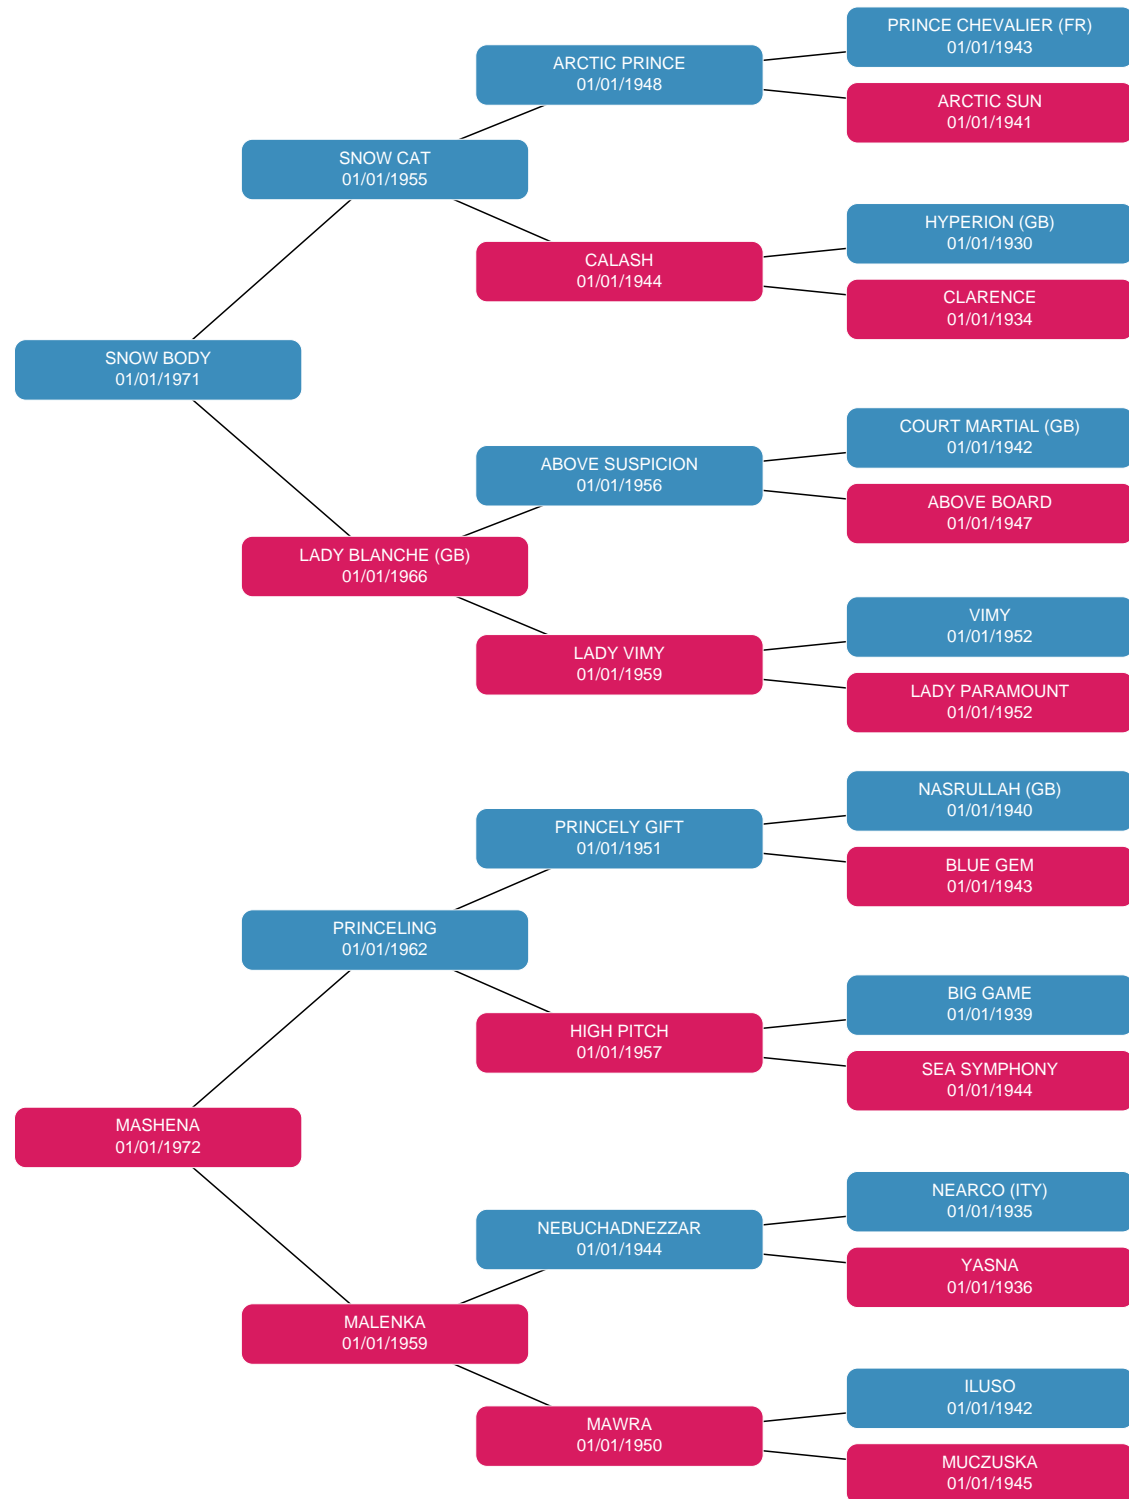 PRINCE CHEVALIER (FR)
01/01/1943
ARCTIC PRINCE
01/01/1948
ARCTIC SUN
01/01/1941
SNOW CAT
01/01/1955
HYPERION (GB)
01/01/1930
CALASH
01/01/1944
CLARENCE
01/01/1934
SNOW BODY
01/01/1971
COURT MARTIAL (GB)
01/01/1942
ABOVE SUSPICION
01/01/1956
ABOVE BOARD
01/01/1947
LADY BLANCHE (GB)
01/01/1966
VIMY
01/01/1952
LADY VIMY
01/01/1959
LADY PARAMOUNT
01/01/1952
NASRULLAH (GB)
01/01/1940
PRINCELY GIFT
01/01/1951
BLUE GEM
01/01/1943
PRINCELING
01/01/1962
BIG GAME
01/01/1939
HIGH PITCH
01/01/1957
SEA SYMPHONY
01/01/1944
MASHENA
01/01/1972
NEARCO (ITY)
01/01/1935
NEBUCHADNEZZAR
01/01/1944
YASNA
01/01/1936
MALENKA
01/01/1959
ILUSO
01/01/1942
MAWRA
01/01/1950
MUCZUSKA
01/01/1945